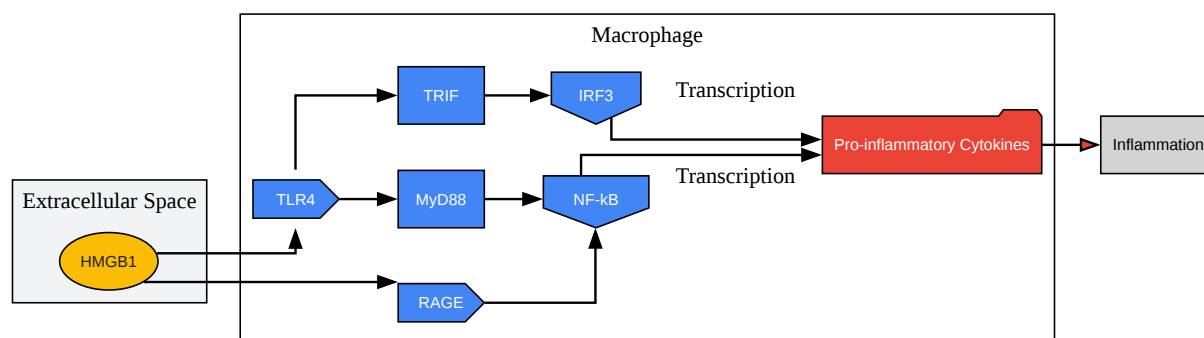 Macrophage
TRIF
IRF3
Transcription
Pro-inflammatory Cytokines
Inflammation
Transcription
Extracellular Space
TLR4
MyD88
NF-kB
HMGB1
RAGE